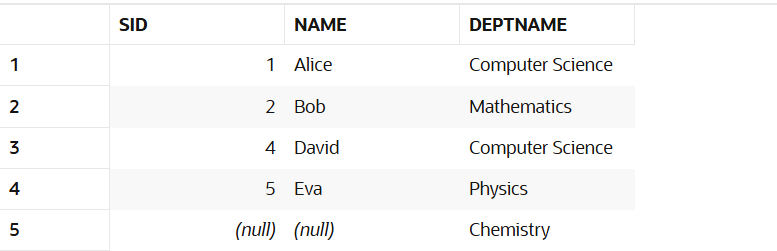 SID NAME DEPTNAME
1 1 Alice Computer Science
2 2 Bob Mathematics
3 4 David Computer Science
4 5 Eva Physics
5 (null) (null) Chemistry